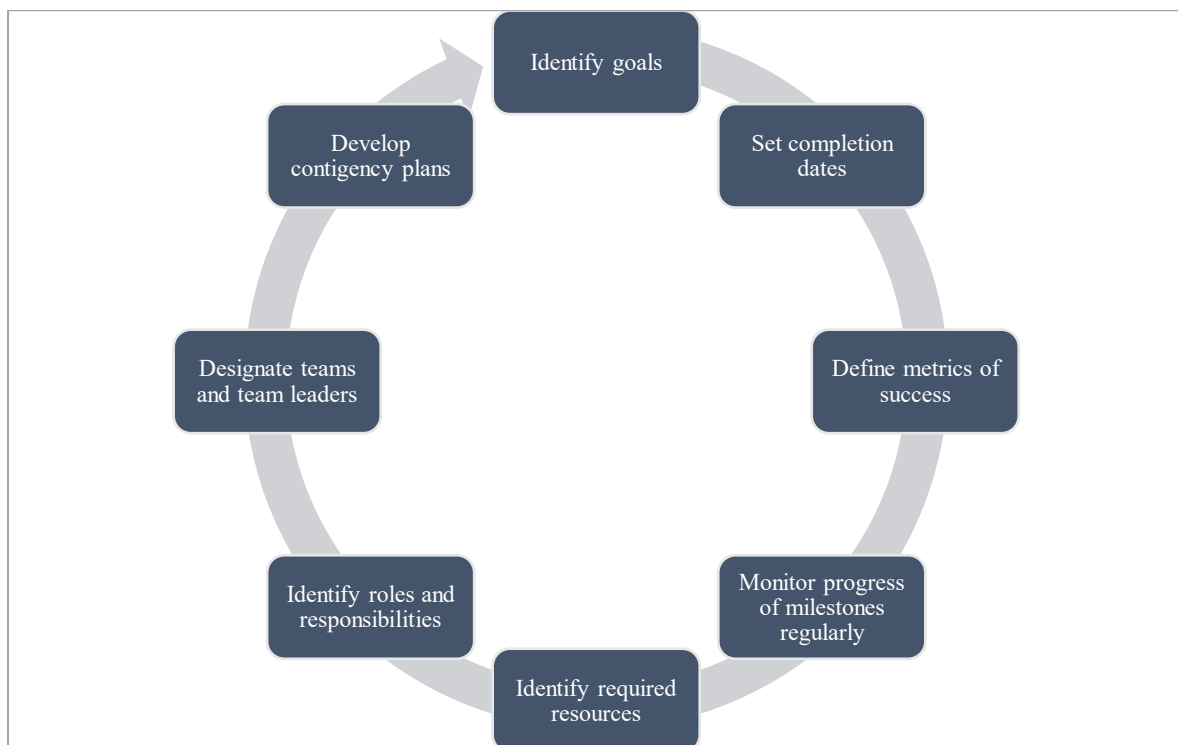 Identify goals
Set completion
dates
Define metrics of
success
Monitor progress
of milestones
regularly
Identify required
resources
Identify roles and
responsibilities
Designate teams
and team leaders
Develop
contigency plans